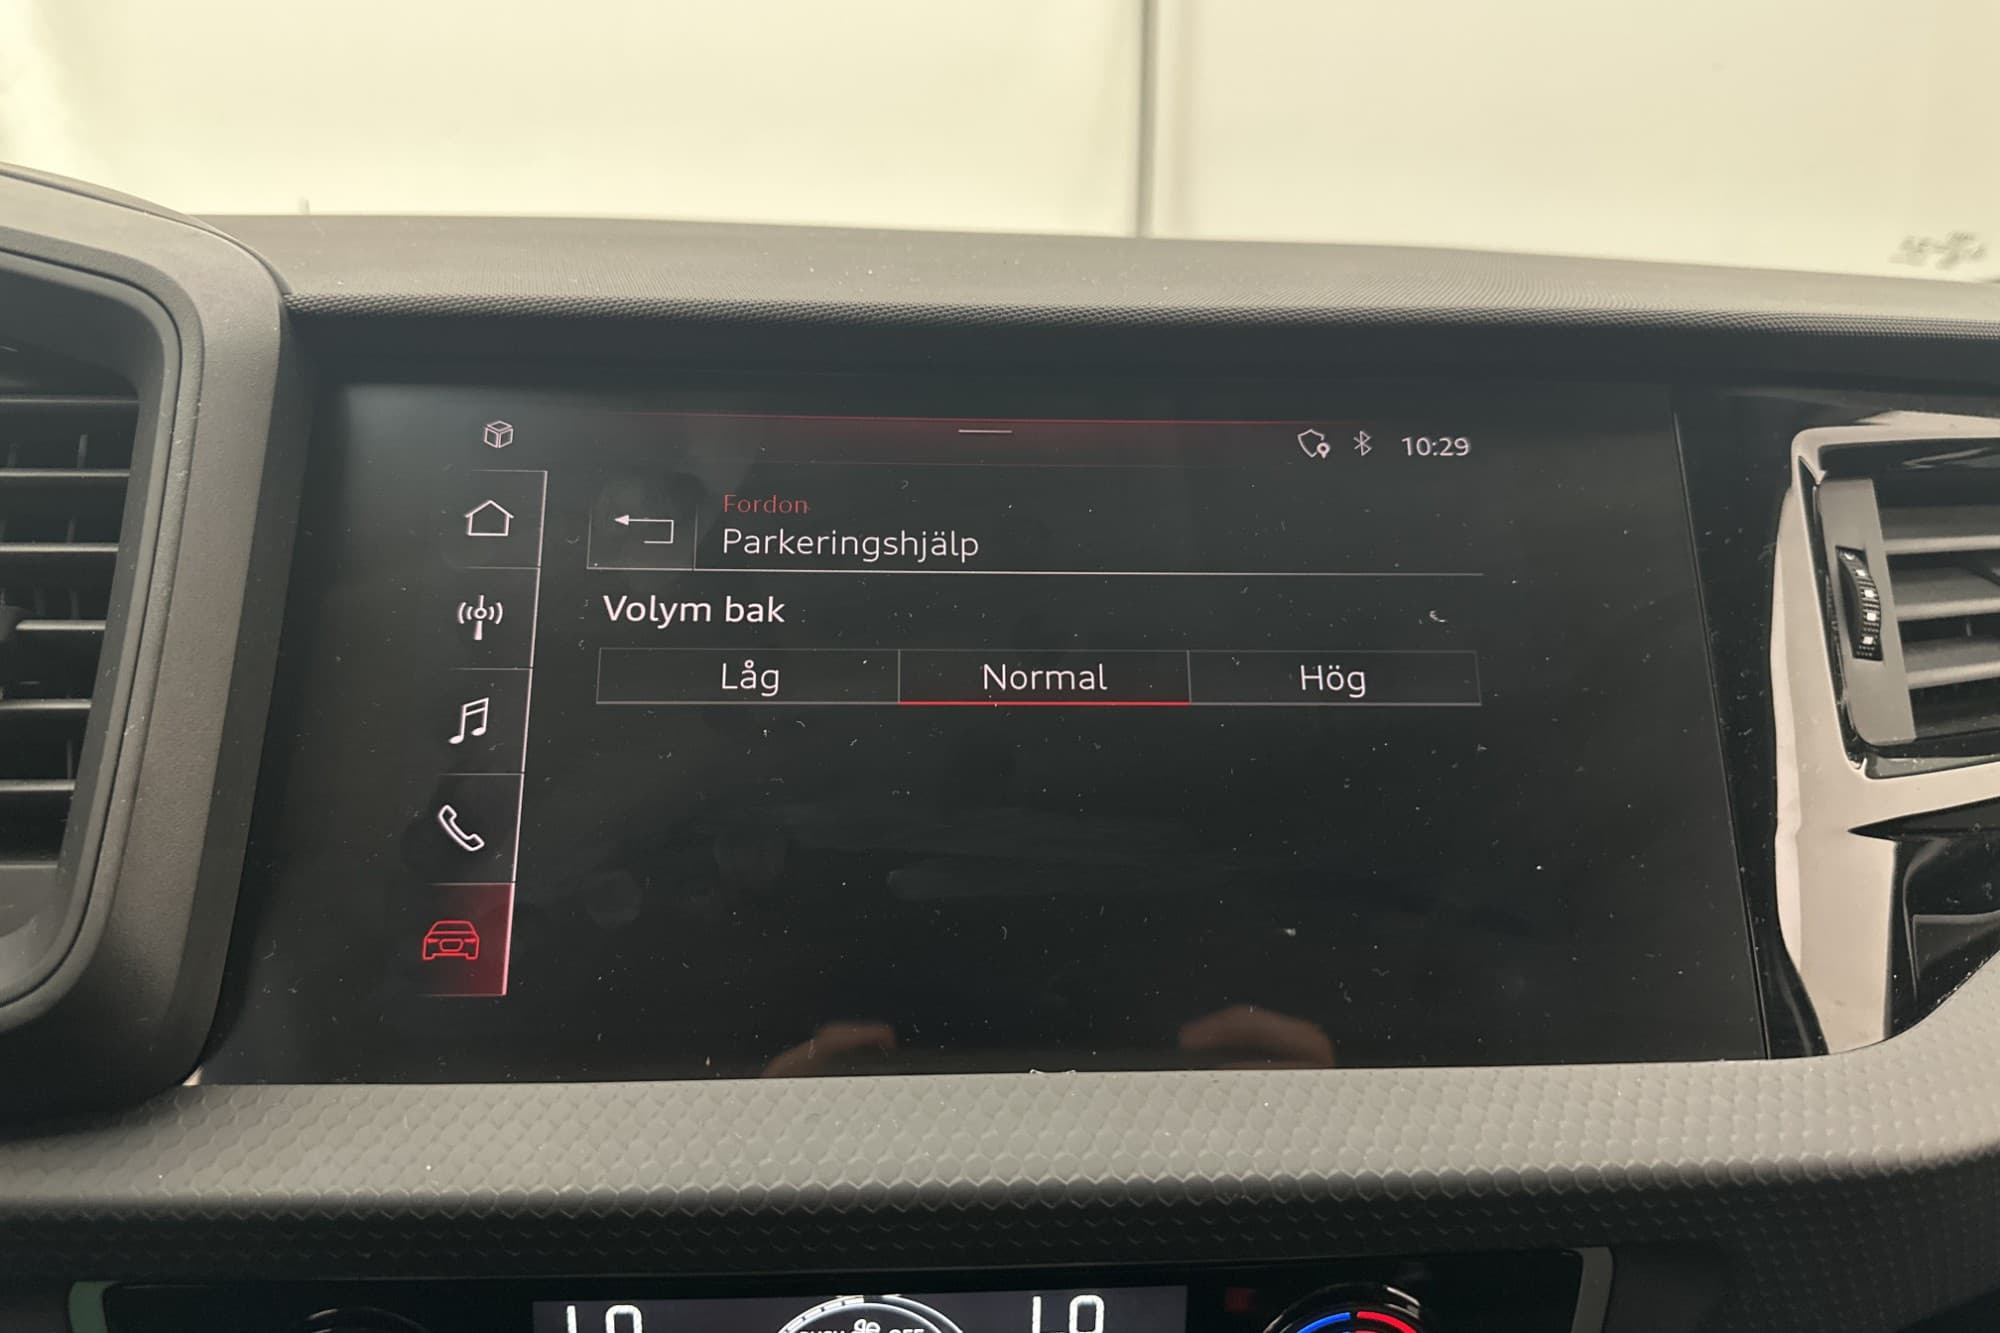 10:29
Fordon
Parkeringshjälp
Volym bak
Låg
Normal
Hög